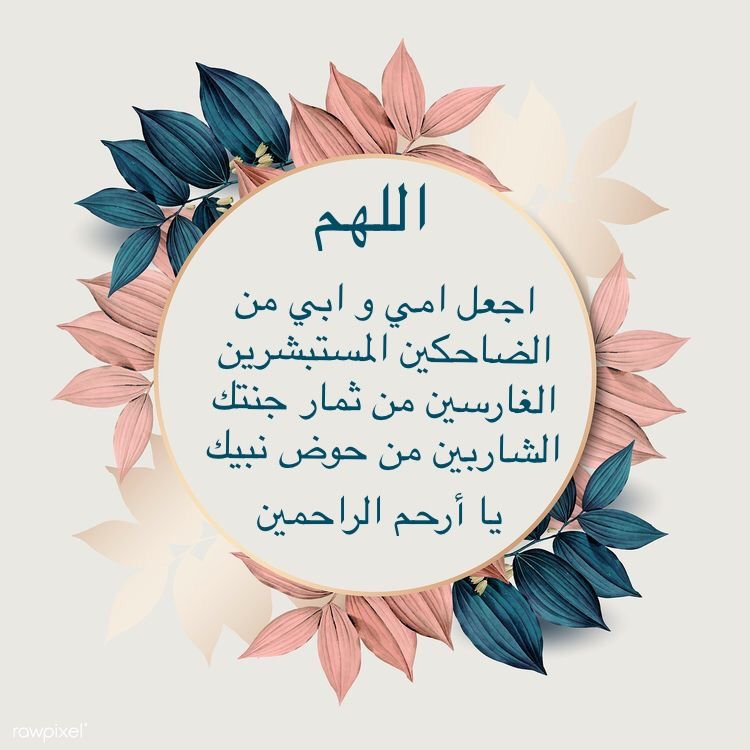 اللهم
اجعل امي و ابي من
الضاحكين المستبشرين
الغارسين من ثمار جنتك
الشاربين من حوض نبيك
يا أرحم الراحمين
rawpixel